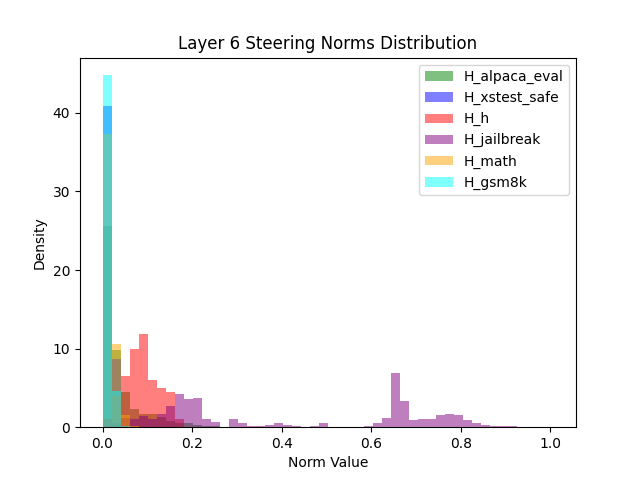 Layer 6 Steering Norms Distribution
H_alpaca_eval
H_xstest_safe
H_h
H_jailbreak
H_math
H_gsm8k
Density
40
30
20
10
0
0.0 0.2 0.4 0.6 0.8 1.0
Norm Value